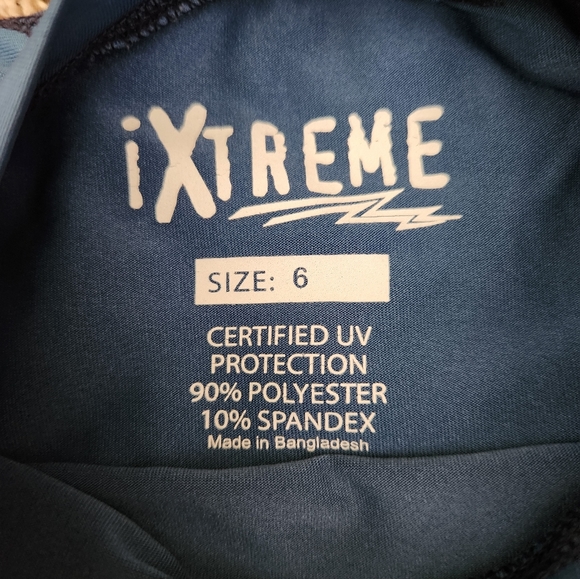 iXTREME
SIZE: 6
CERTIFIED UV
PROTECTION
90% POLYESTER
10% SPANDEX
Made in Bangladesh